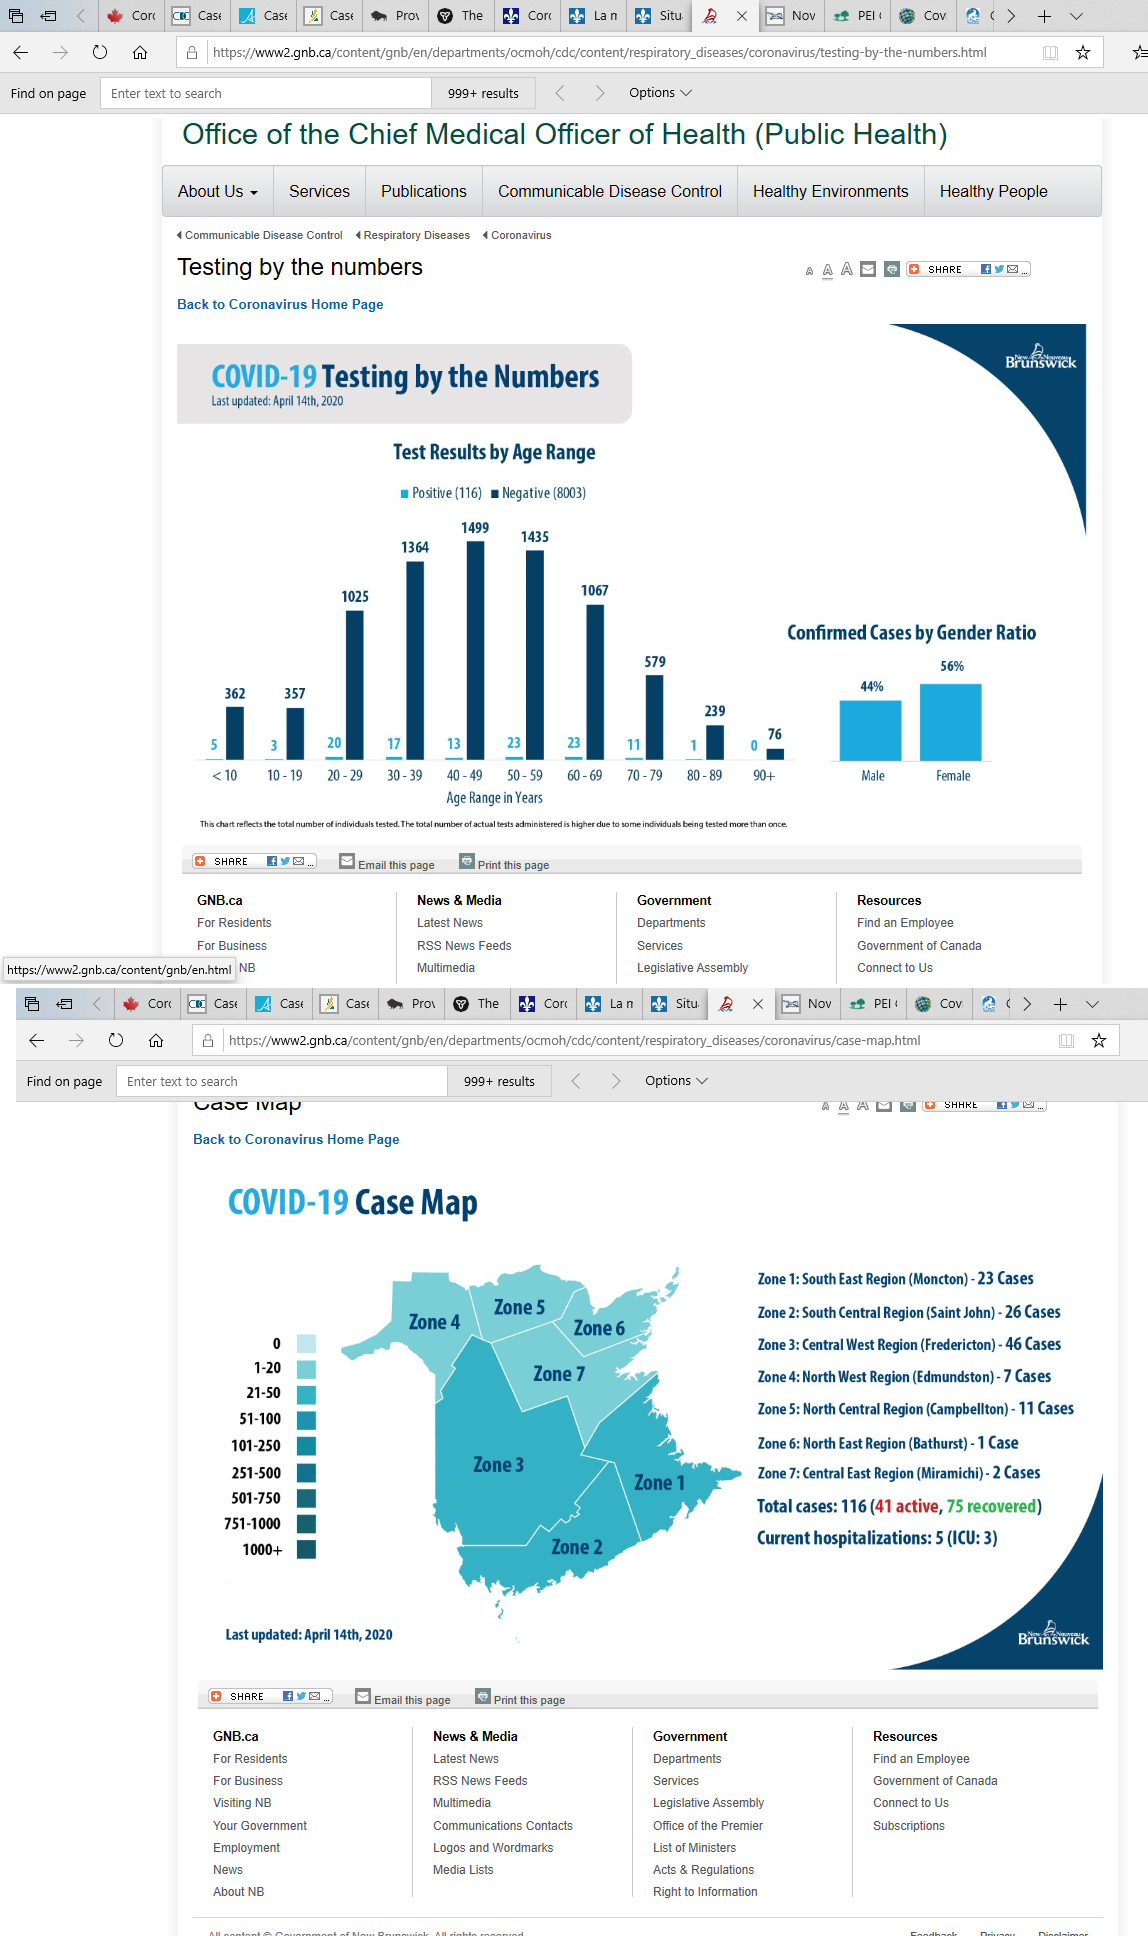 Cord
Case
Case
Case
Prov
The
Corc
La n
Situ
Nov
PEI
Cov
https://www2.gnb.ca/content/gnb/en/departments/ocmoh/cdc/content/respiratory_diseases/coronavirus/testing-by-the-numbers.html
Find on page Enter text to search 999+ results Options
Office of the Chief Medical Officer of Health (Public Health)
About Us Services Publications Communicable Disease Control Healthy Environments Healthy People
Communicable Disease Control Respiratory Diseases Coronavirus
Testing by the numbers
A A A SHARE ...
Back to Coronavirus Home Page
New Nouveau
Brunswick
COVID-19 Testing by the Numbers
Last updated: April 14th, 2020
Test Results by Age Range
Positive (116) Negative (8003)
362 357 1025 1364 1499 1435 1067 579 239 76
5 3 20 17 13 23 23 11 1 0
< 10 10 - 19 20 - 29 30 - 39 40 - 49 50 - 59 60 - 69 70 - 79 80 - 89 90+
Age Range in Years
Confirmed Cases by Gender Ratio
44% 56%
Male Female
This chart reflects the total number of individuals tested. The total number of actual tests administered is higher due to some individuals being tested more than once.
SHARE ... Email this page Print this page
GNB.ca News & Media Government Resources
For Residents Latest News Departments Find an Employee
For Business RSS News Feeds Services Government of Canada
NB Multimedia Legislative Assembly Connect to Us
https://www2.gnb.ca/content/gnb/en.html
Corc
Case
Case
Case
Prov
The
Corc
La n
Situ
Nov
PEI
Cov
https://www2.gnb.ca/content/gnb/en/departments/ocmoh/cdc/content/respiratory_diseases/coronavirus/case-map.html
Find on page Enter text to search 999+ results Options
Case Map
A A A SHARE ...
Back to Coronavirus Home Page
COVID-19 Case Map
0
1-20
21-50
51-100
101-250
251-500
501-750
751-1000
1000+
Zone 4
Zone 5
Zone 6
Zone 7
Zone 3
Zone 1
Zone 2
Zone 1: South East Region (Moncton) - 23 Cases
Zone 2: South Central Region (Saint John) - 26 Cases
Zone 3: Central West Region (Fredericton) - 46 Cases
Zone 4: North West Region (Edmundston) - 7 Cases
Zone 5: North Central Region (Campbellton) - 11 Cases
Zone 6: North East Region (Bathurst) - 1 Case
Zone 7: Central East Region (Miramichi) - 2 Cases
Total cases: 116 (41 active, 75 recovered)
Current hospitalizations: 5 (ICU: 3)
Last updated: April 14th, 2020
New Nouveau
Brunswick
SHARE ... Email this page Print this page
GNB.ca News & Media Government Resources
For Residents Latest News Departments Find an Employee
For Business RSS News Feeds Services Government of Canada
Visiting NB Multimedia Legislative Assembly Connect to Us
Your Government Communications Contacts Office of the Premier Subscriptions
Employment Logos and Wordmarks List of Ministers
News Media Lists Acts & Regulations
About NB Right to Information
All content © Government of New Brunswick. All rights reserved. Feedback Privacy Disclaimer